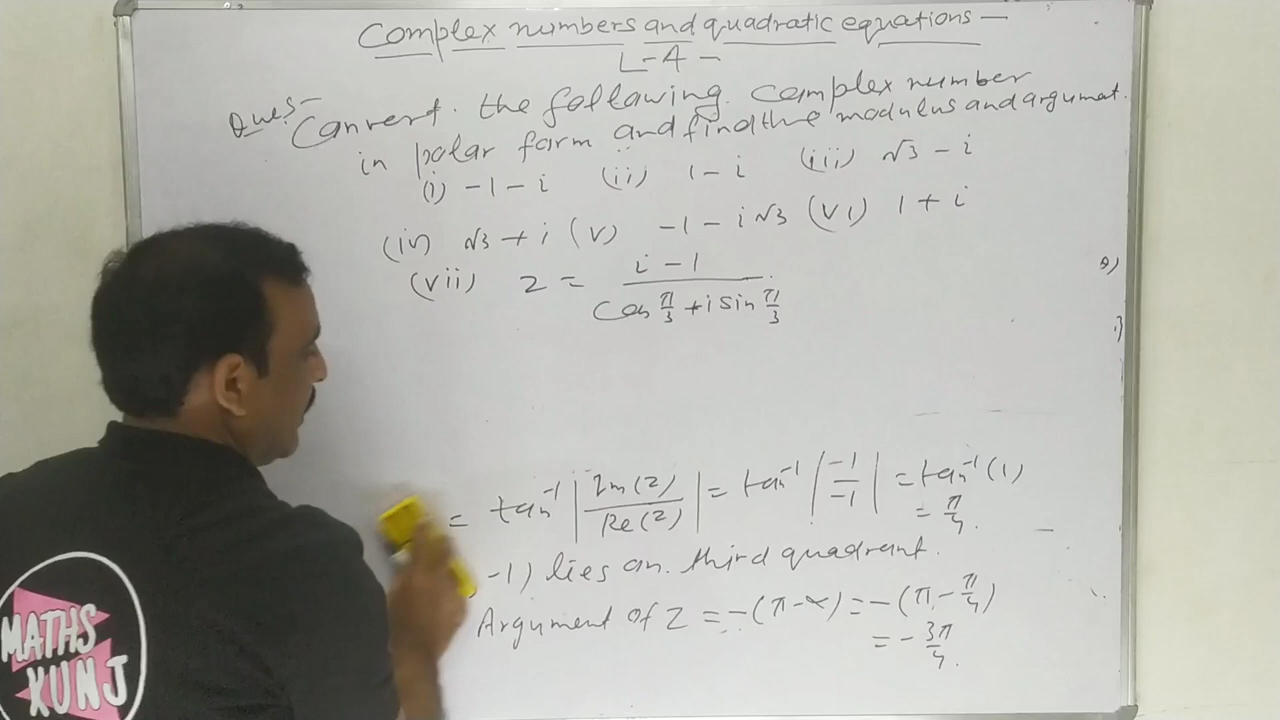 Complex numbers and quadratic equations —
L-4 -
Ques- Convert. the following. complex number
in polar form and find the modulus and argumat.
(i) -1-i (ii) 1-i (iii) √3-i
(iv) √3+i (v) -1-i√3 (vi) 1+i
(vii) z = i-1 / Cos π/3 + i Sin π/3
= tan⁻¹ |Im(z)/Re(z)| = tan⁻¹ |-1/-1| = tan⁻¹(1)
= π/4.
-1) lies on. third quadrant.
Argument of z = -(π-α) = -(π-π/4)
= -3π/4.
MATHS
KUNJ